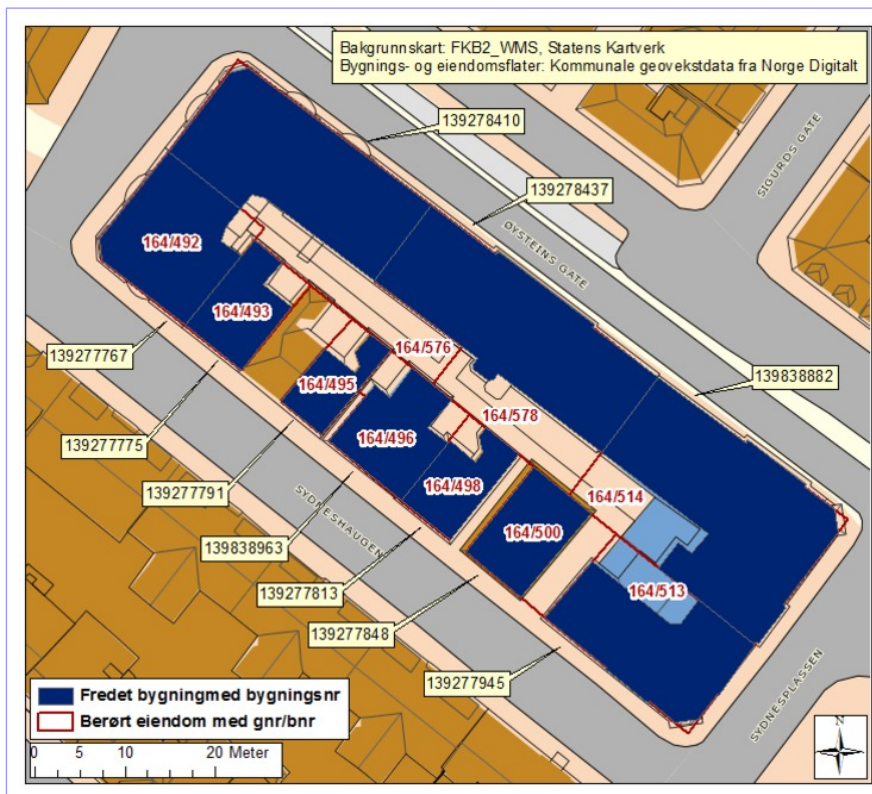 Bakgrunnskart: FKB2_WMS, Statens Kartverk
Bygnings- og eiendomsflater: Kommunale geovekstdata fra Norge Digitalt
139278410
SIGURDS GATE
139278437
ØYSTEINS GATE
164/492
164/493
164/576
139277767
164/495
139838882
164/578
164/496
139277775
164/498
164/514
139277791
SYDNESHAUGEN
164/500
139838963
164/513
139277813
139277848
139277945
SYDNESPLASSEN
Fredet bygningmed bygningsnr
Berørt eiendom med gnr/bnr
N
0 5 10 20 Meter